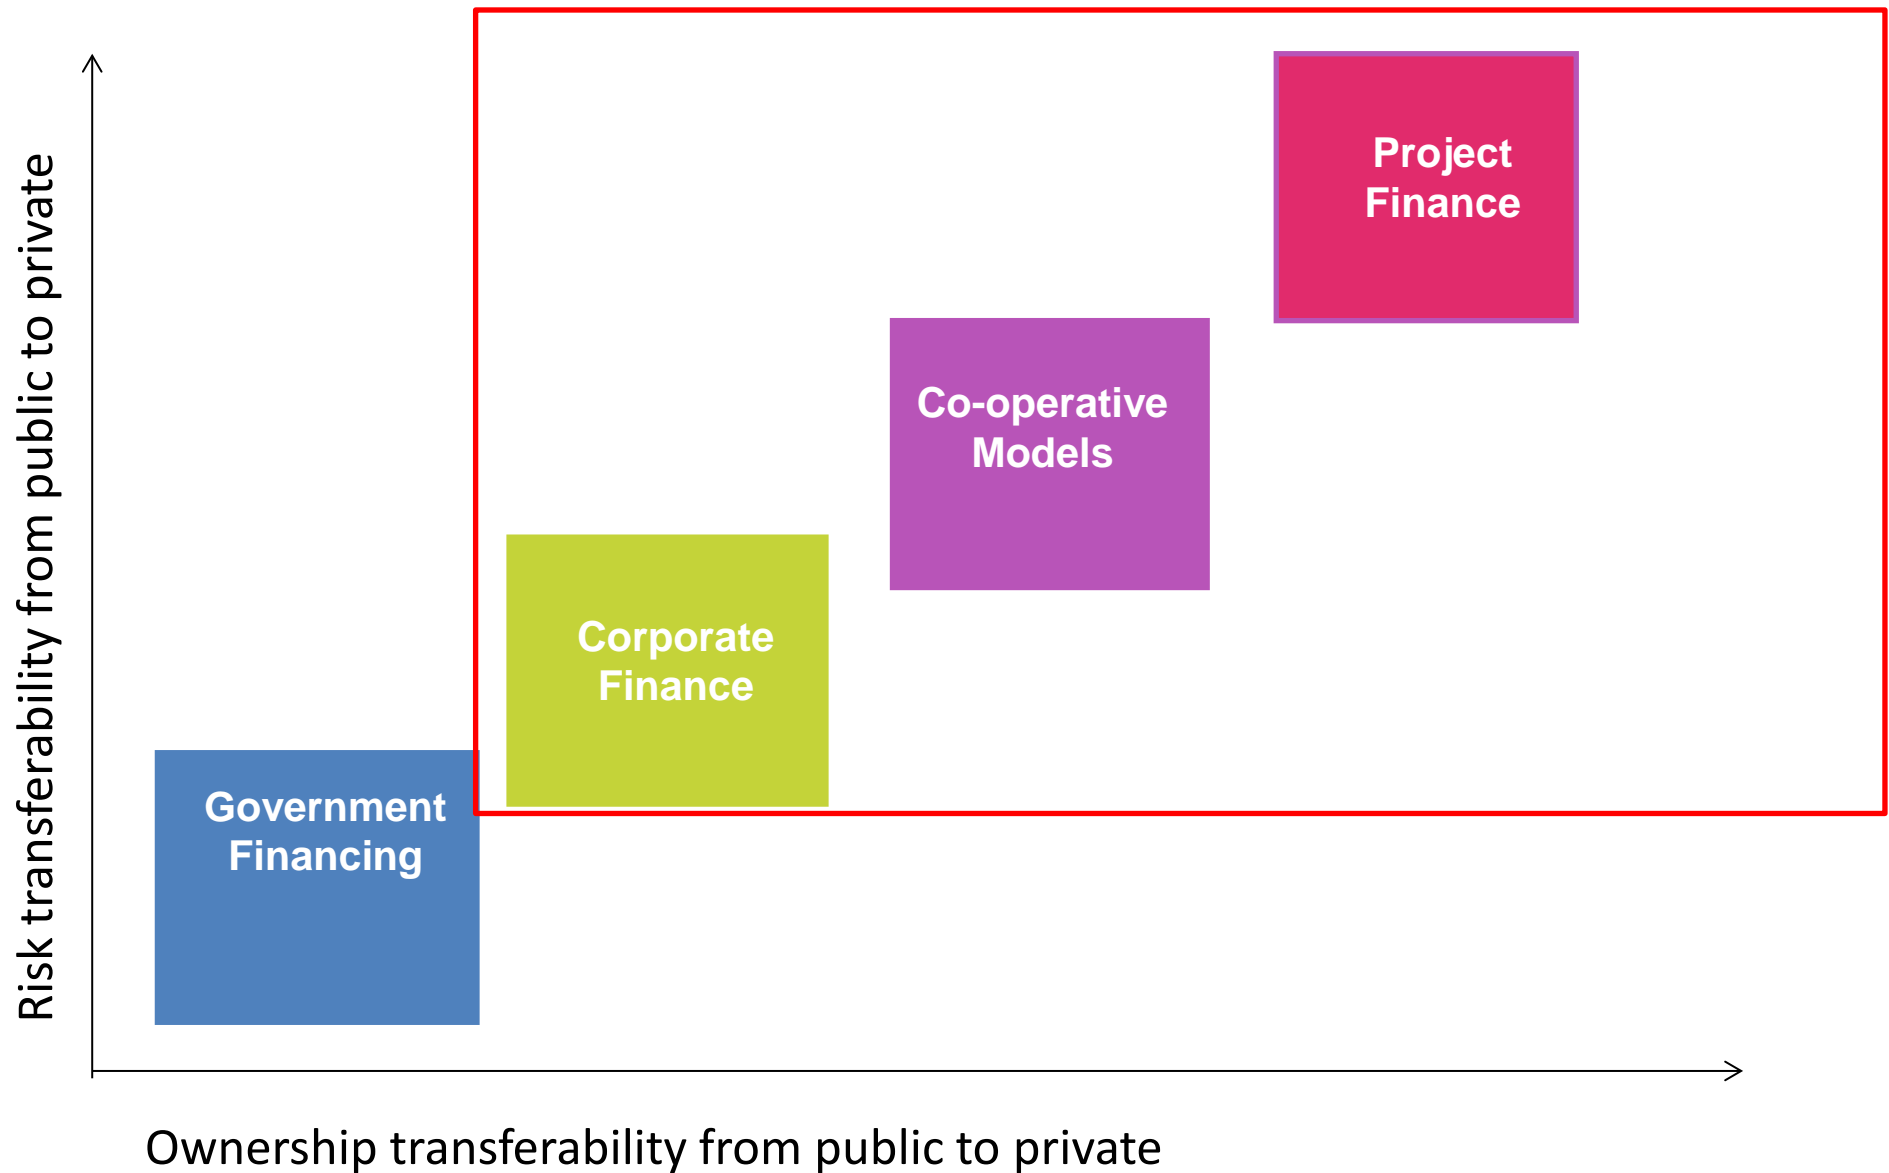 Risk transferability from public to private
Project
Finance
Co-operative
Models
Corporate
Finance
Government
Financing
Ownership transferability from public to private